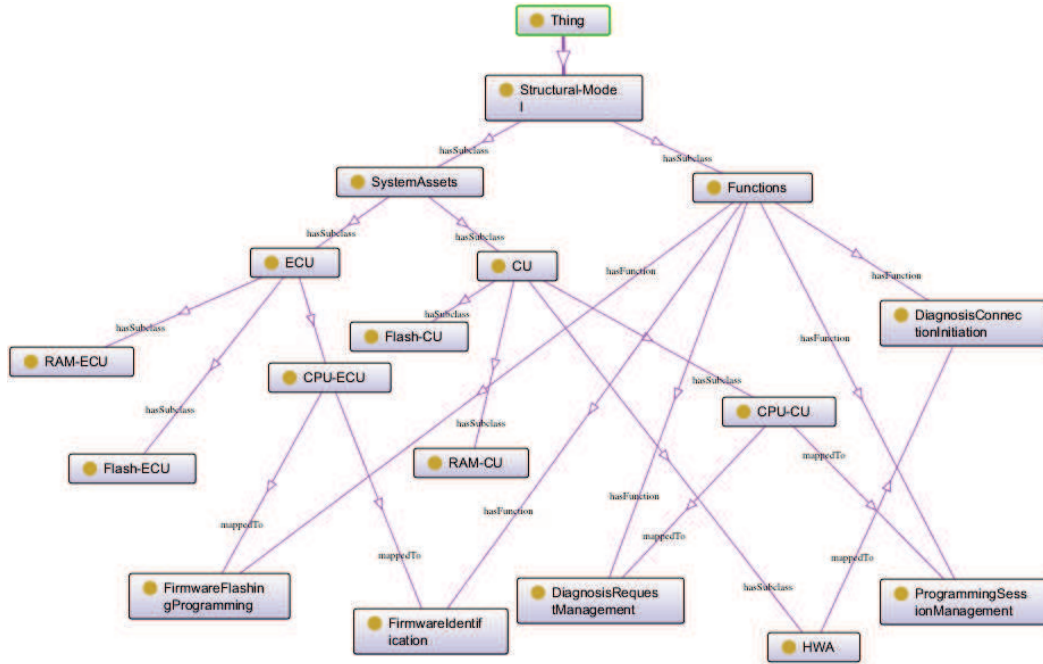 Thing
Structural-Mode
l
hasSubclass
hasSubclass
SystemAssets
Functions
hasSubclass
hasSubclass
ECU
CU
hasFunction
hasFunction
DiagnosisConnec
tionInitiation
hasSubclass
Flash-CU
hasSubclass
hasFunction
RAM-ECU
CPU-ECU
hasSubclass
hasSubclass
CPU-CU
hasSubclass
Flash-ECU
RAM-CU
mappedTo
hasFunction
hasFunction
mappedTo
mappedTo
mappedTo
mappedTo
hasSubclass
FirmwareFlashin
gProgramming
FirmwareIdentif
ication
DiagnosisReques
tManagement
ProgrammingSess
ionManagement
HWA